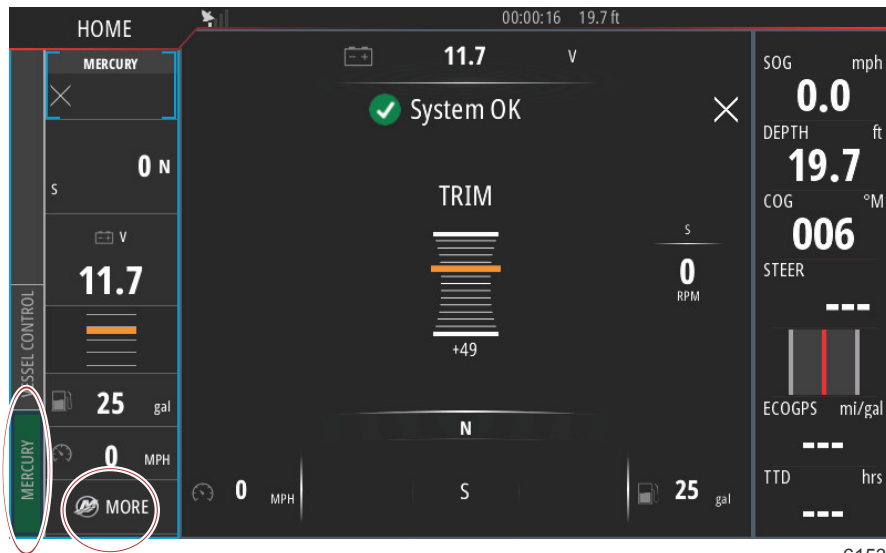 HOME
00:00:16 19.7 ft
VESSEL CONTROL
MERCURY
MERCURY
0 N
S
V
11.7
25 gal
0 MPH
MORE
11.7 V
System OK
TRIM
+49
S
0
RPM
N
0 MPH
S
25 gal
SOG mph
0.0
DEPTH ft
19.7
COG °M
006
STEER
---
ECOGPS mi/gal
---
TTD hrs
---